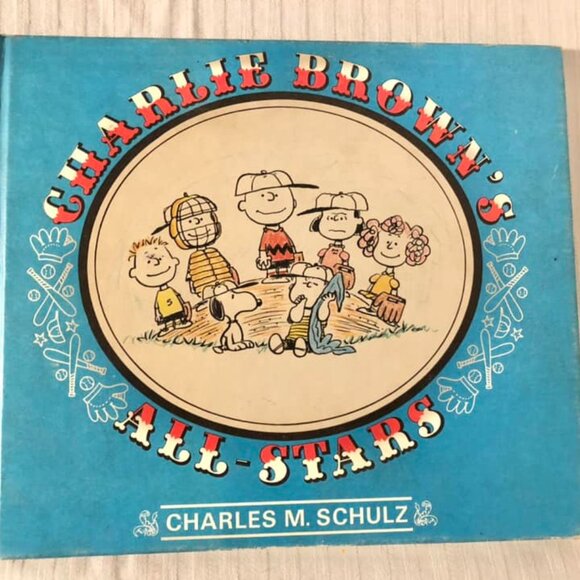 CHARLIE BROWN'S
ALL-STARS
CHARLES M. SCHULZ